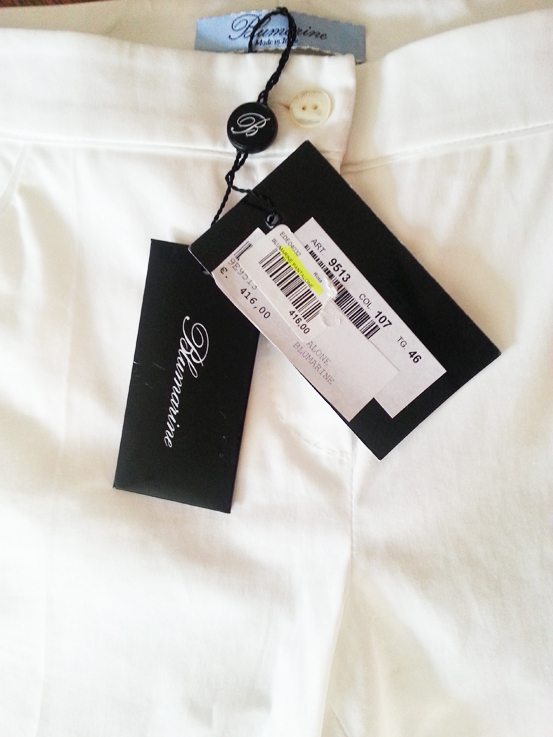 Blumarine
Made in Italy
B
ART. 9513
COL. 107
TG. 46
416.00
€. 416,00
ALONE
BLUMARINE
Blumarine